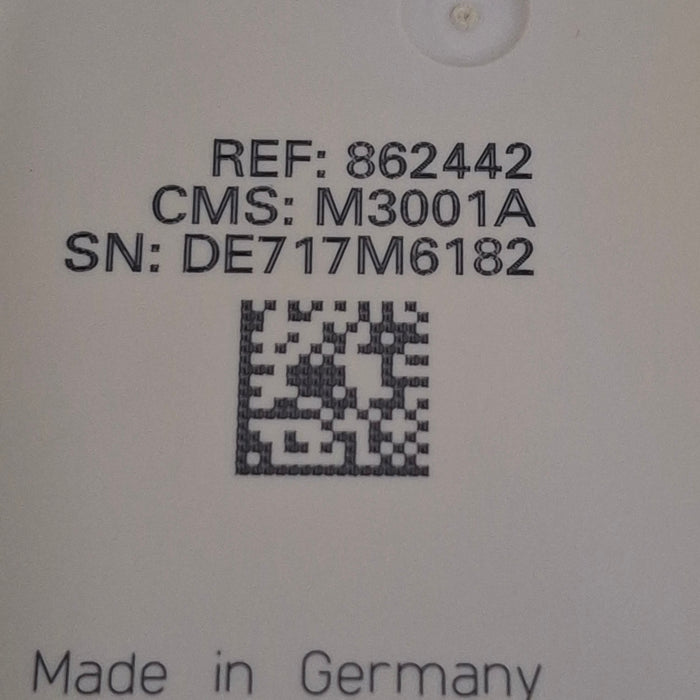 REF: 862442
CMS: M3001A
SN: DE717M6182
Made in Germany